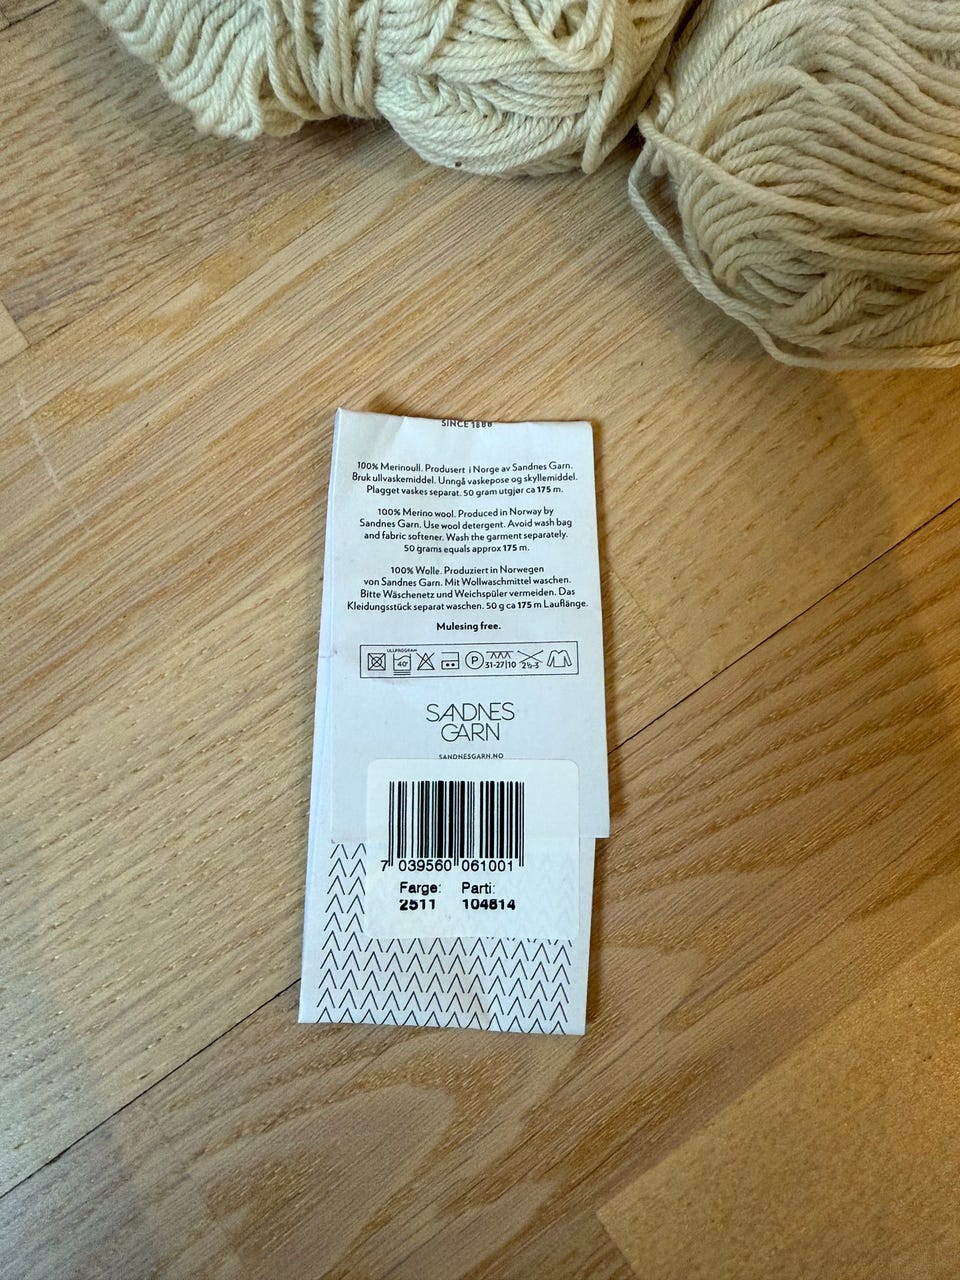 SINCE 1888
100% Merinoull. Produsert i Norge av Sandnes Garn.
Bruk ullvaskemiddel. Unngå vaskepose og skyllemiddel.
Plagget vaskes separat. 50 gram utgjør ca 175 m.
100% Merino wool. Produced in Norway by
Sandnes Garn. Use wool detergent. Avoid wash bag
and fabric softener. Wash the garment separately.
50 grams equals approx 175 m.
100% Wolle. Produziert in Norwegen
von Sandnes Garn. Mit Wollwaschmittel waschen.
Bitte Wäschenetz und Weichspüler vermeiden. Das
Kleidungsstück separat waschen. 50 g ca 175 m Lauflänge.
Mulesing free.
ULLPROGRAM
40° P 31-27|10 2½-3
SANDNES
GARN
SANDNESGARN.NO
7 039560 061001
Farge: Parti:
2511 104814